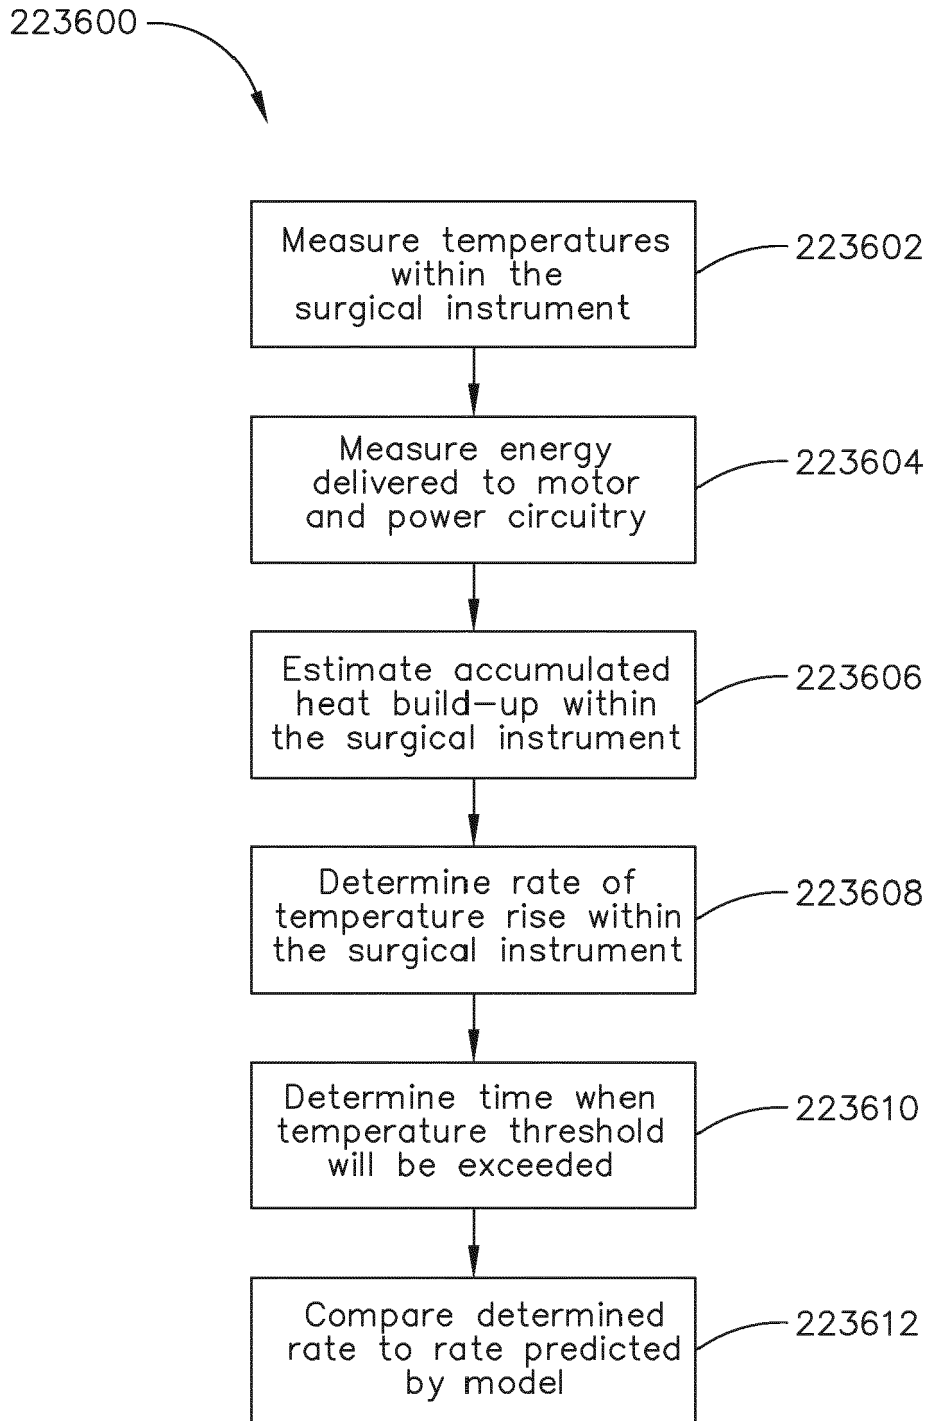 223600
Measure temperatures
within the
surgical instrument
223602
Measure energy
delivered to motor
and power circuitry
223604
Estimate accumulated
heat build-up within
the surgical instrument
223606
Determine rate of
temperature rise within
the surgical instrument
223608
Determine time when
temperature threshold
will be exceeded
223610
Compare determined
rate to rate predicted
by model
223612